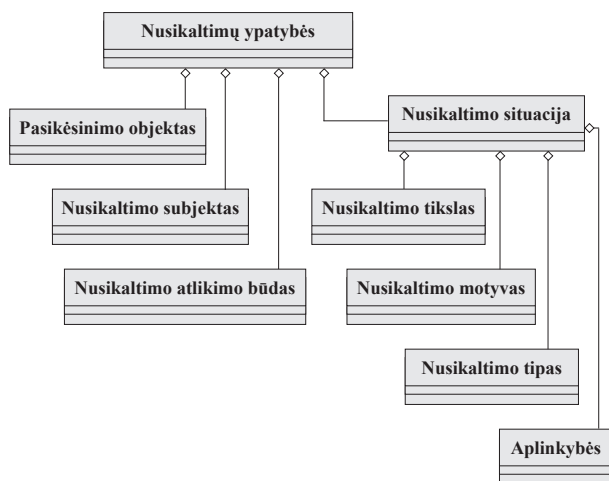 Nusikaltimų ypatybės
Pasikėsinimo objektas
Nusikaltimo situacija
Nusikaltimo subjektas
Nusikaltimo tikslas
Nusikaltimo atlikimo būdas
Nusikaltimo motyvas
Nusikaltimo tipas
Aplinkybės